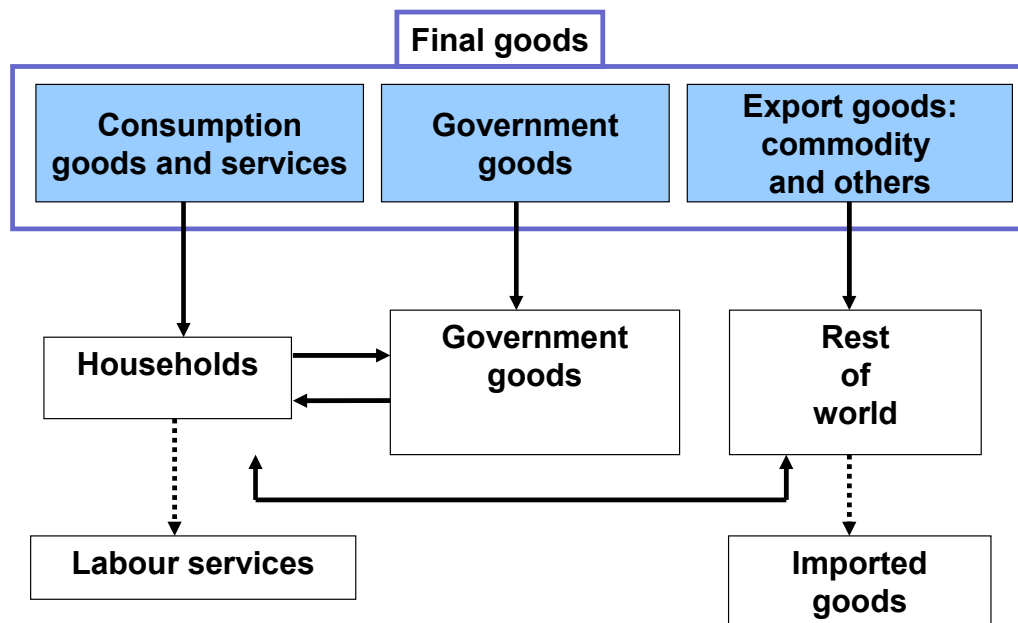 Final goods
Consumption
goods and services
Government
goods
Export goods:
commodity
and others
Households
Government
goods
Rest
of
world
Labour services
Imported
goods